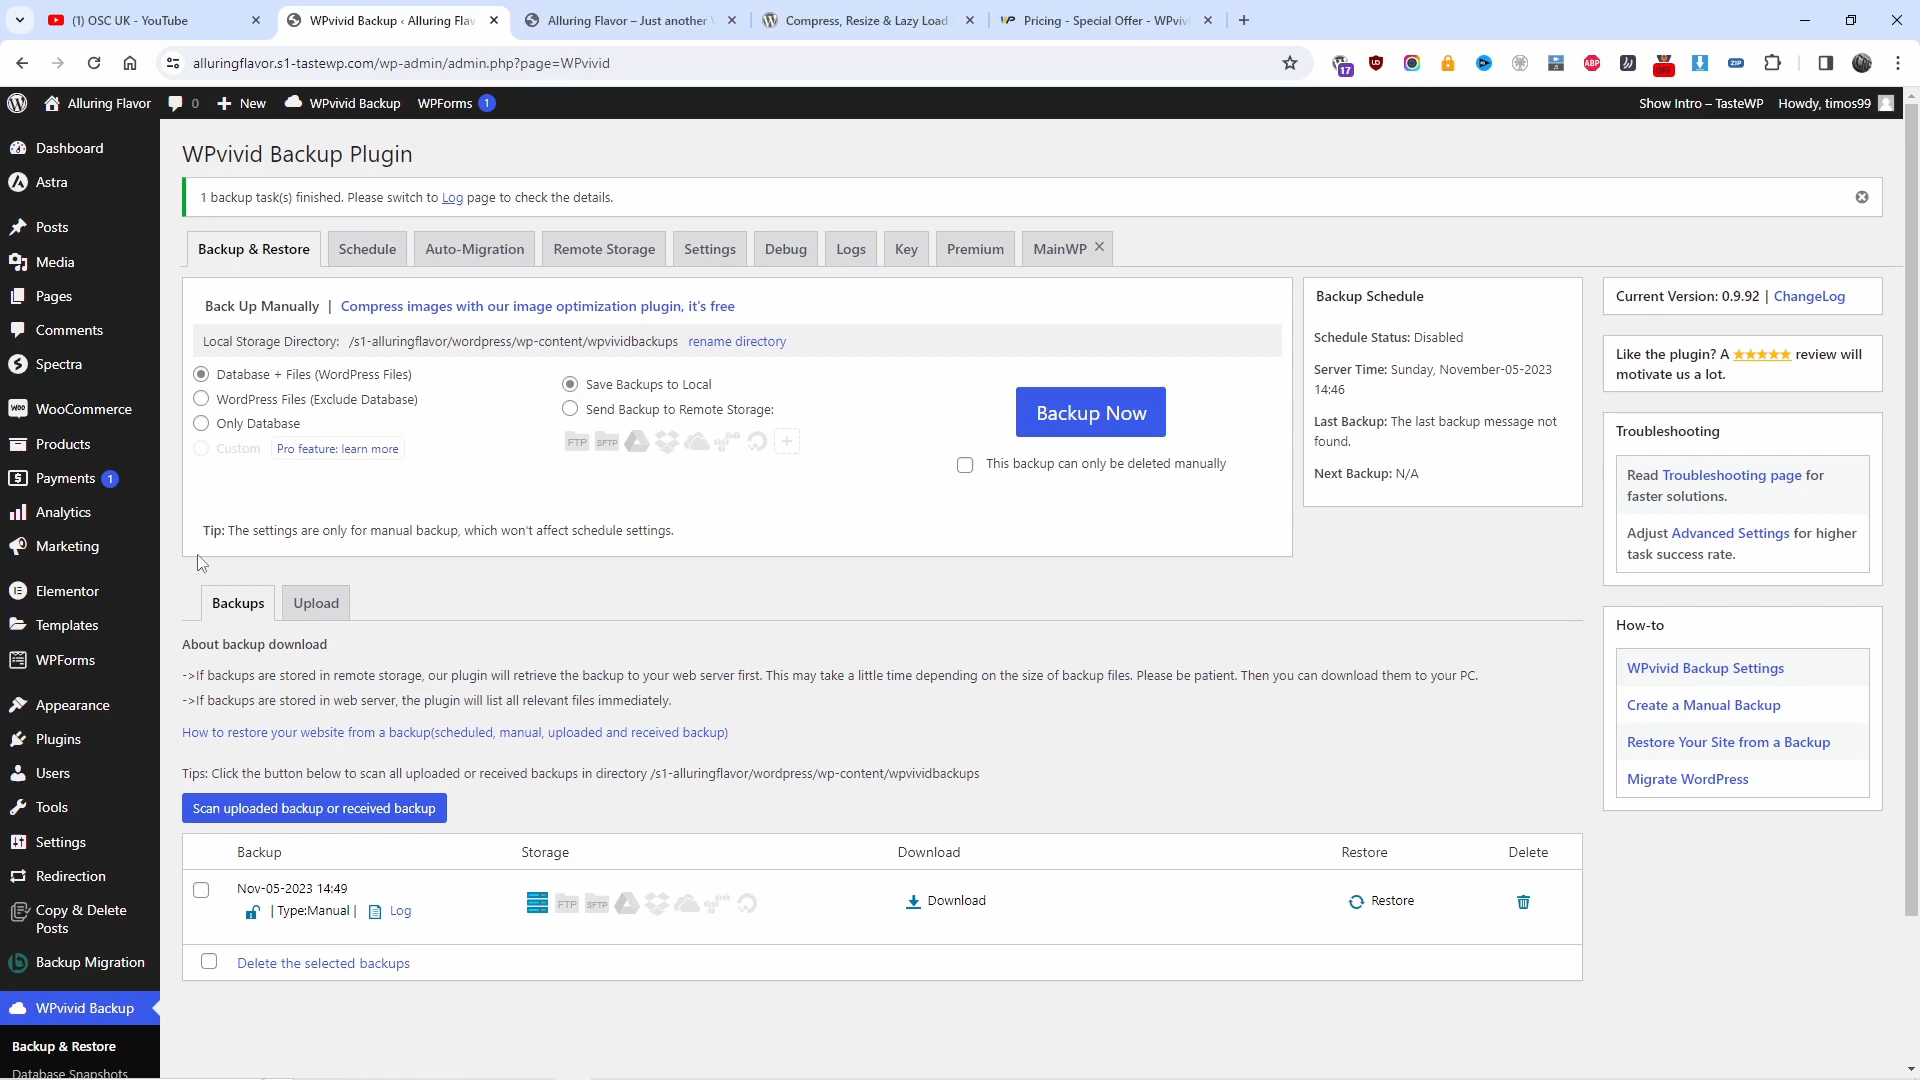 (1) OSC UK - YouTube
WPvivid Backup ‹ Alluring Flav
Alluring Flavor – Just another W
Compress, Resize & Lazy Load
Pricing - Special Offer - WPvivi
alluringflavor.s1-tastewp.com/wp-admin/admin.php?page=WPvivid
17
ABP
ZIP
Alluring Flavor
0
New
WPvivid Backup
WPForms 1
Show Intro – TasteWP
Howdy, timos99
Dashboard
Astra
Posts
Media
Pages
Comments
Spectra
WooCommerce
Products
Payments 1
Analytics
Marketing
Elementor
Templates
WPForms
Appearance
Plugins
Users
Tools
Settings
Redirection
Copy & Delete
Posts
Backup Migration
WPvivid Backup
Backup & Restore
Database Snapshots
WPvivid Backup Plugin
1 backup task(s) finished. Please switch to Log page to check the details.
Backup & Restore
Schedule
Auto-Migration
Remote Storage
Settings
Debug
Logs
Key
Premium
MainWP
Back Up Manually | Compress images with our image optimization plugin, it's free
Local Storage Directory: /s1-alluringflavor/wordpress/wp-content/wpvividbackups rename directory
Database + Files (WordPress Files)
WordPress Files (Exclude Database)
Only Database
Custom Pro feature: learn more
Save Backups to Local
Send Backup to Remote Storage:
FTP SFTP
Backup Now
This backup can only be deleted manually
Tip: The settings are only for manual backup, which won't affect schedule settings.
Backup Schedule
Schedule Status: Disabled
Server Time: Sunday, November-05-2023
14:46
Last Backup: The last backup message not
found.
Next Backup: N/A
Current Version: 0.9.92 | ChangeLog
Like the plugin? A ★★★★★ review will
motivate us a lot.
Troubleshooting
Read Troubleshooting page for
faster solutions.
Adjust Advanced Settings for higher
task success rate.
How-to
WPvivid Backup Settings
Create a Manual Backup
Restore Your Site from a Backup
Migrate WordPress
Backups
Upload
About backup download
->If backups are stored in remote storage, our plugin will retrieve the backup to your web server first. This may take a little time depending on the size of backup files. Please be patient. Then you can download them to your PC.
->If backups are stored in web server, the plugin will list all relevant files immediately.
How to restore your website from a backup(scheduled, manual, uploaded and received backup)
Tips: Click the button below to scan all uploaded or received backups in directory /s1-alluringflavor/wordpress/wp-content/wpvividbackups
Scan uploaded backup or received backup
Backup Storage Download Restore Delete
Nov-05-2023 14:49
| Type:Manual | Log
FTP SFTP
Download
Restore
Delete the selected backups